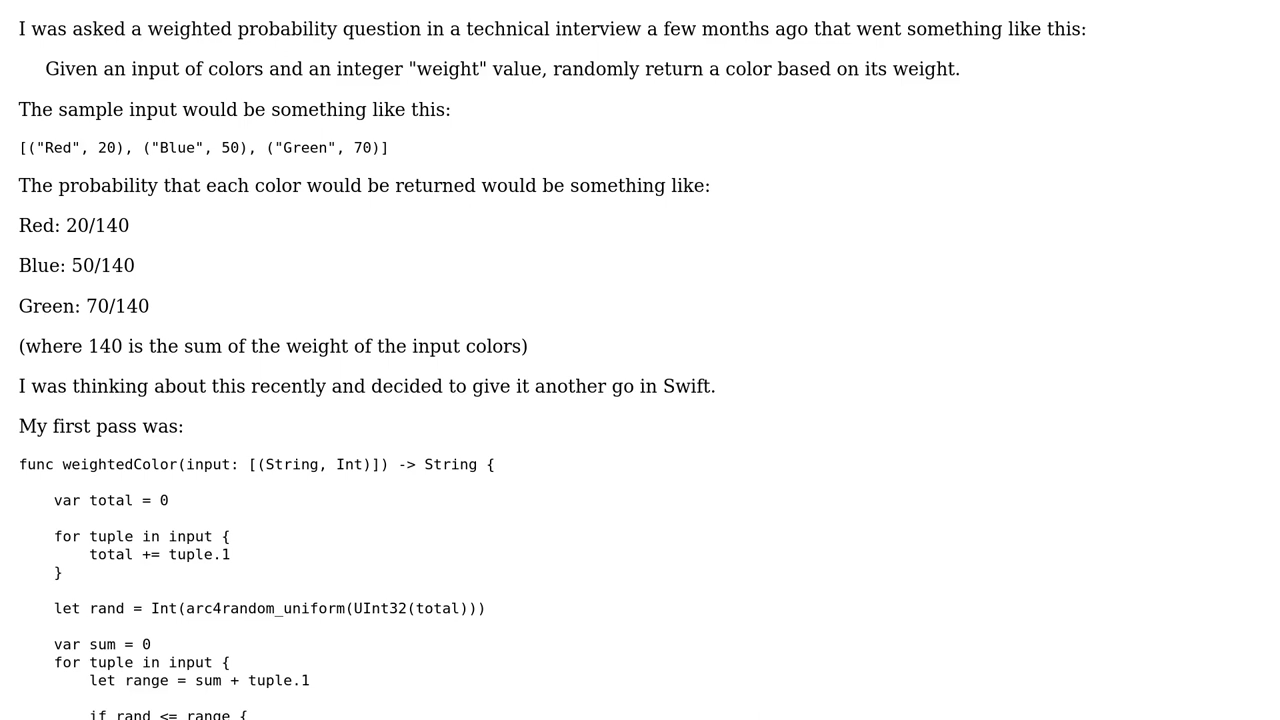 I was asked a weighted probability question in a technical interview a few months ago that went something like this:
Given an input of colors and an integer "weight" value, randomly return a color based on its weight.
The sample input would be something like this:
[("Red", 20), ("Blue", 50), ("Green", 70)]
The probability that each color would be returned would be something like:
Red: 20/140
Blue: 50/140
Green: 70/140
(where 140 is the sum of the weight of the input colors)
I was thinking about this recently and decided to give it another go in Swift.
My first pass was:
func weightedColor(input: [(String, Int)]) -> String {
    var total = 0
    for tuple in input {
        total += tuple.1
    }
    let rand = Int(arc4random_uniform(UInt32(total)))
    var sum = 0
    for tuple in input {
        let range = sum + tuple.1
        if rand <= range {